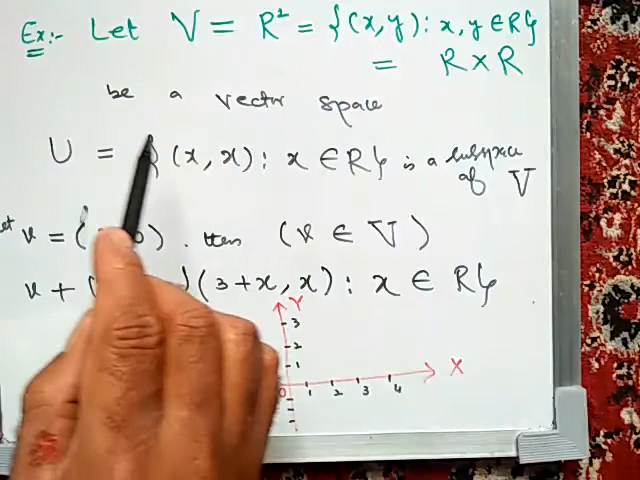 Ex:- Let V = R² = {(x,y): x,y ∈ R}
= R × R
be a vector space
U = {(x,x): x ∈ R} is a subspace of V
v = ( 0). then (v ∈ V)
v + (3+x, x): x ∈ R}
Y
3
2
1
0 1 2 3 4 X